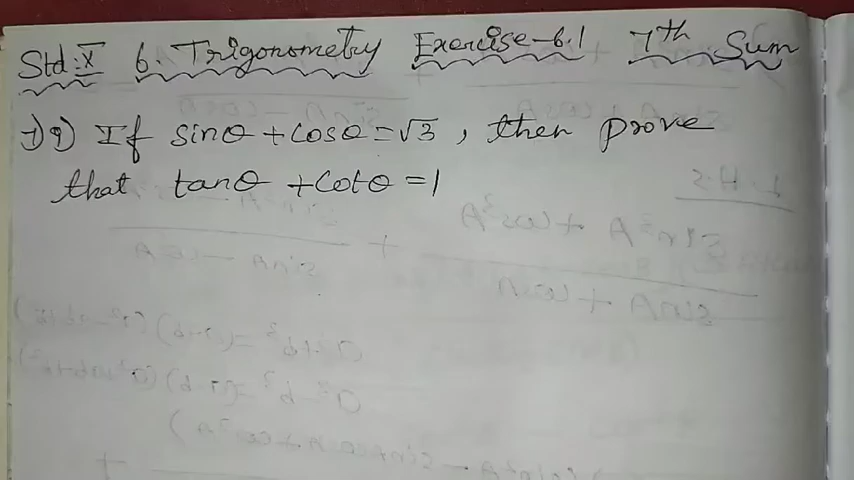 Std:X 6. Trigonometry Exercise-6.1 7th Sum
7) If sinθ + cosθ = √3, then prove
that tanθ + cotθ = 1